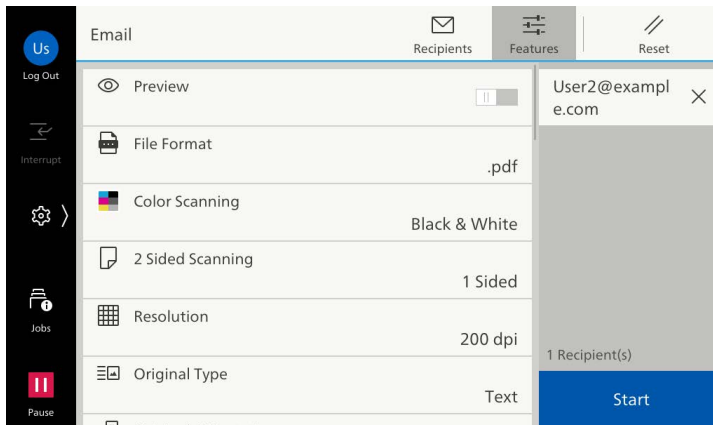 Us
Log Out
Interrupt
Jobs
Pause
Email
Recipients
Features
Reset
Preview
File Format
.pdf
Color Scanning
Black & White
2 Sided Scanning
1 Sided
Resolution
200 dpi
Original Type
Text
User2@exampl
e.com
1 Recipient(s)
Start